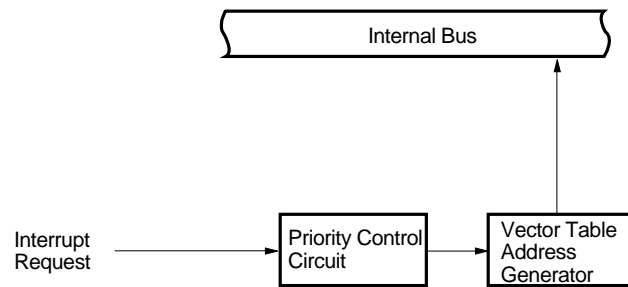 Internal Bus
Interrupt
Request
Priority Control
Circuit
Vector Table
Address
Generator